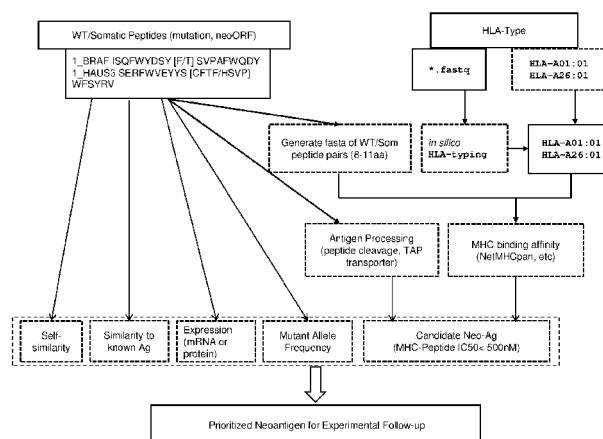 WT/Somatic Peptides (mutation, neoORF)
1_BRAF ISQFWYDSY [F/T] SVPAFWQDY
1_HAUS3 SERFWVEYYS [CFTF/HSVP]
WFSYRV
HLA-Type
*.fastq
HLA-A01:01
HLA-A26:01
Generate fasta of WT/Som
peptide pairs (8-11aa)
in silico
HLA-typing
HLA-A01:01
HLA-A26:01
Antigen Processing
(peptide cleavage, TAP
transporter)
MHC binding affinity
(NetMHCpan, etc)
Self-
similarity
Similarity to
known Ag
Expression
(mRNA or
protein)
Mutant Allele
Frequency
Candidate Neo-Ag
(MHC-Peptide IC50< 500nM)
Prioritized Neoantigen for Experimental Follow-up